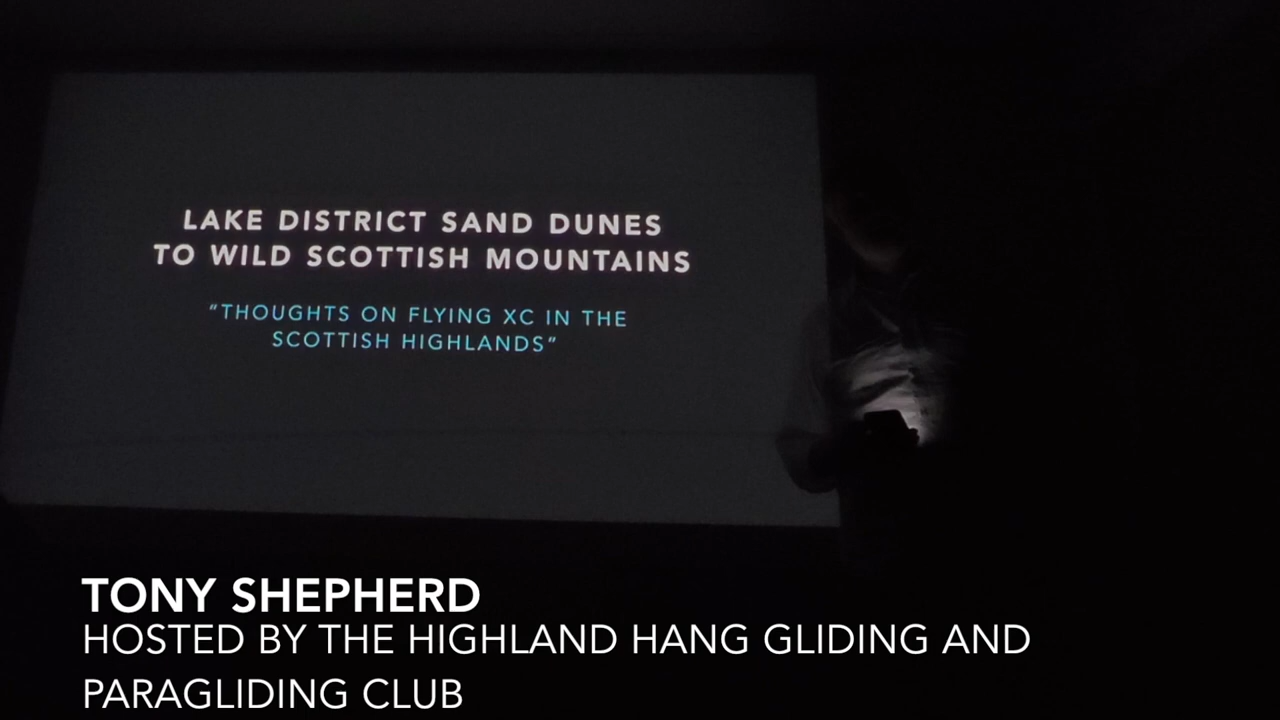 LAKE DISTRICT SAND DUNES
TO WILD SCOTTISH MOUNTAINS
“THOUGHTS ON FLYING XC IN THE
SCOTTISH HIGHLANDS”
TONY SHEPHERD
HOSTED BY THE HIGHLAND HANG GLIDING AND
PARAGLIDING CLUB